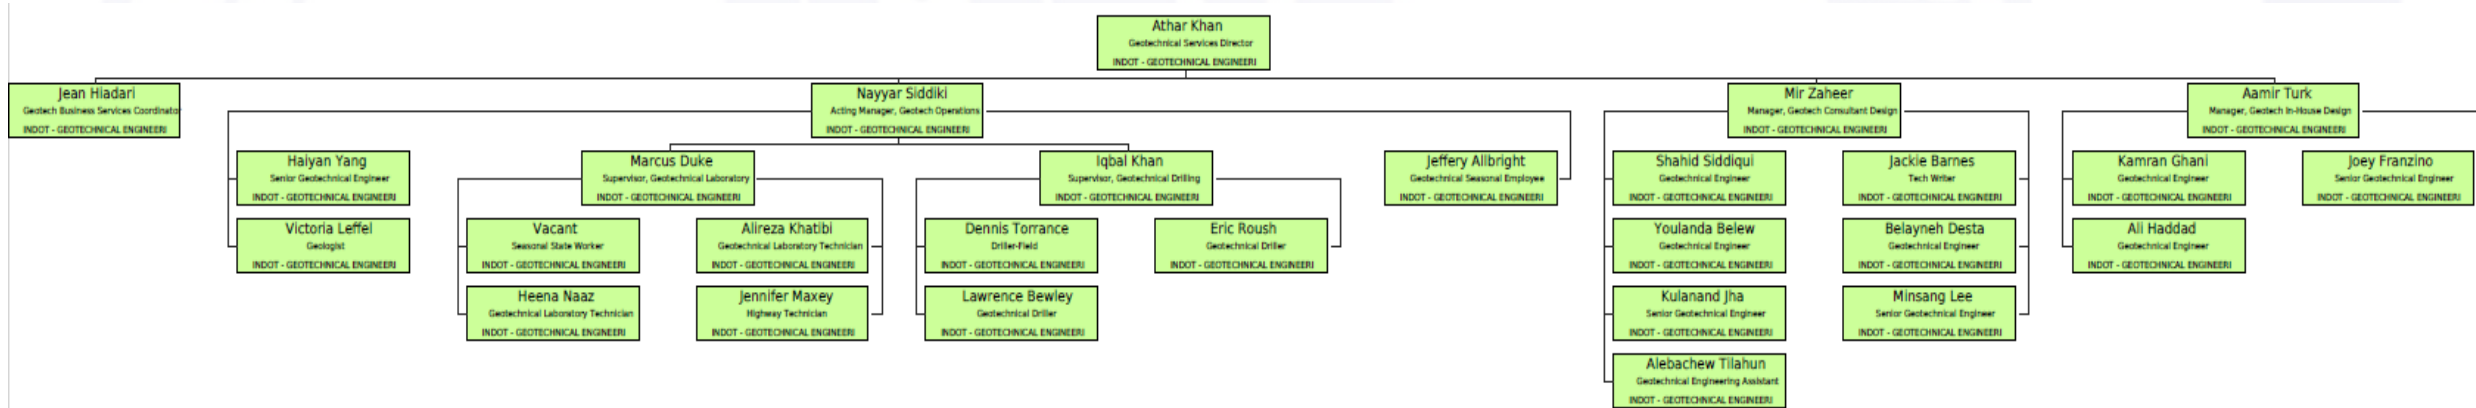 Athar Khan
Geotechnical Services Director
INDOT - GEOTECHNICAL ENGINEERI
Jean Hiadari
Geotech Business Services Coordinator
INDOT - GEOTECHNICAL ENGINEERI
Nayyar Siddiki
Acting Manager, Geotech Operations
INDOT - GEOTECHNICAL ENGINEERI
Mir Zaheer
Manager, Geotech Consultant Design
INDOT - GEOTECHNICAL ENGINEERI
Aamir Turk
Manager, Geotech In-House Design
INDOT - GEOTECHNICAL ENGINEERI
Haiyan Yang
Senior Geotechnical Engineer
INDOT - GEOTECHNICAL ENGINEERI
Marcus Duke
Supervisor, Geotechnical Laboratory
INDOT - GEOTECHNICAL ENGINEERI
Iqbal Khan
Supervisor, Geotechnical Drilling
INDOT - GEOTECHNICAL ENGINEERI
Jeffery Allbright
Geotechnical Seasonal Employee
INDOT - GEOTECHNICAL ENGINEERI
Shahid Siddiqui
Geotechnical Engineer
INDOT - GEOTECHNICAL ENGINEERI
Jackie Barnes
Tech Writer
INDOT - GEOTECHNICAL ENGINEERI
Kamran Ghani
Geotechnical Engineer
INDOT - GEOTECHNICAL ENGINEERI
Joey Franzino
Senior Geotechnical Engineer
INDOT - GEOTECHNICAL ENGINEERI
Victoria Leffel
Geologist
INDOT - GEOTECHNICAL ENGINEERI
Vacant
Seasonal State Worker
INDOT - GEOTECHNICAL ENGINEERI
Alireza Khatibi
Geotechnical Laboratory Technician
INDOT - GEOTECHNICAL ENGINEERI
Dennis Torrance
Driller-Field
INDOT - GEOTECHNICAL ENGINEERI
Eric Roush
Geotechnical Driller
INDOT - GEOTECHNICAL ENGINEERI
Youlanda Belew
Geotechnical Engineer
INDOT - GEOTECHNICAL ENGINEERI
Belayneh Desta
Geotechnical Engineer
INDOT - GEOTECHNICAL ENGINEERI
Ali Haddad
Geotechnical Engineer
INDOT - GEOTECHNICAL ENGINEERI
Heena Naaz
Geotechnical Laboratory Technician
INDOT - GEOTECHNICAL ENGINEERI
Jennifer Maxey
Highway Technician
INDOT - GEOTECHNICAL ENGINEERI
Lawrence Bewley
Geotechnical Driller
INDOT - GEOTECHNICAL ENGINEERI
Kulanand Jha
Senior Geotechnical Engineer
INDOT - GEOTECHNICAL ENGINEERI
Minsang Lee
Senior Geotechnical Engineer
INDOT - GEOTECHNICAL ENGINEERI
Alebachew Tilahun
Geotechnical Engineering Assistant
INDOT - GEOTECHNICAL ENGINEERI